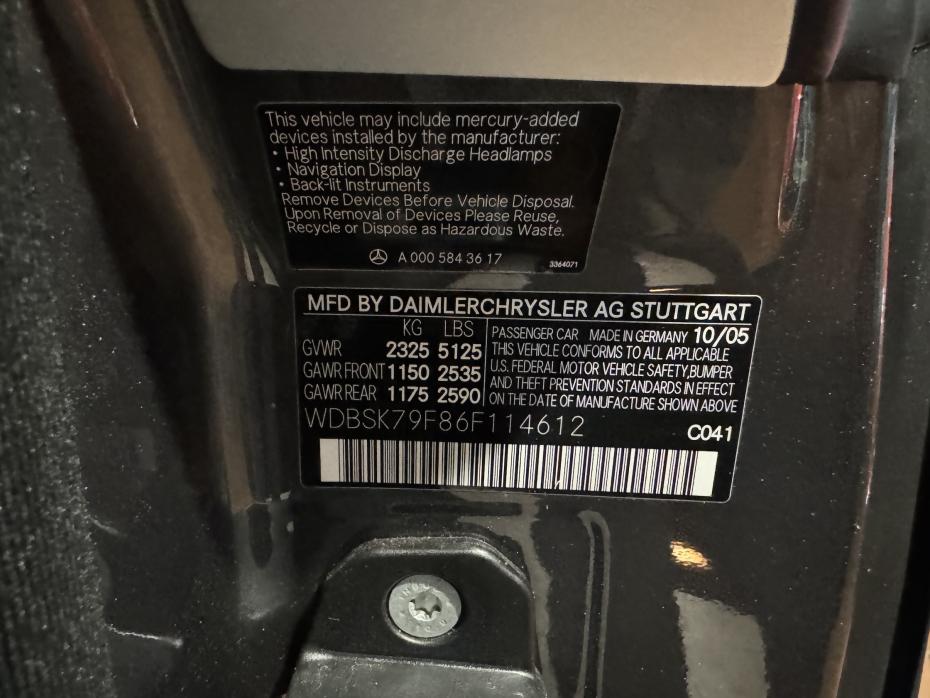 This vehicle may include mercury-added
devices installed by the manufacturer:
• High Intensity Discharge Headlamps
• Navigation Display
• Back-lit Instruments
Remove Devices Before Vehicle Disposal.
Upon Removal of Devices Please Reuse,
Recycle or Dispose as Hazardous Waste.
A 000 584 36 17
3364071
MFD BY DAIMLERCHRYSLER AG STUTTGART
KG LBS
GVWR 2325 5125
GAWR FRONT 1150 2535
GAWR REAR 1175 2590
PASSENGER CAR MADE IN GERMANY 10/05
THIS VEHICLE CONFORMS TO ALL APPLICABLE
U.S. FEDERAL MOTOR VEHICLE SAFETY,BUMPER
AND THEFT PREVENTION STANDARDS IN EFFECT
ON THE DATE OF MANUFACTURE SHOWN ABOVE
WDBSK79F86F114612
C041